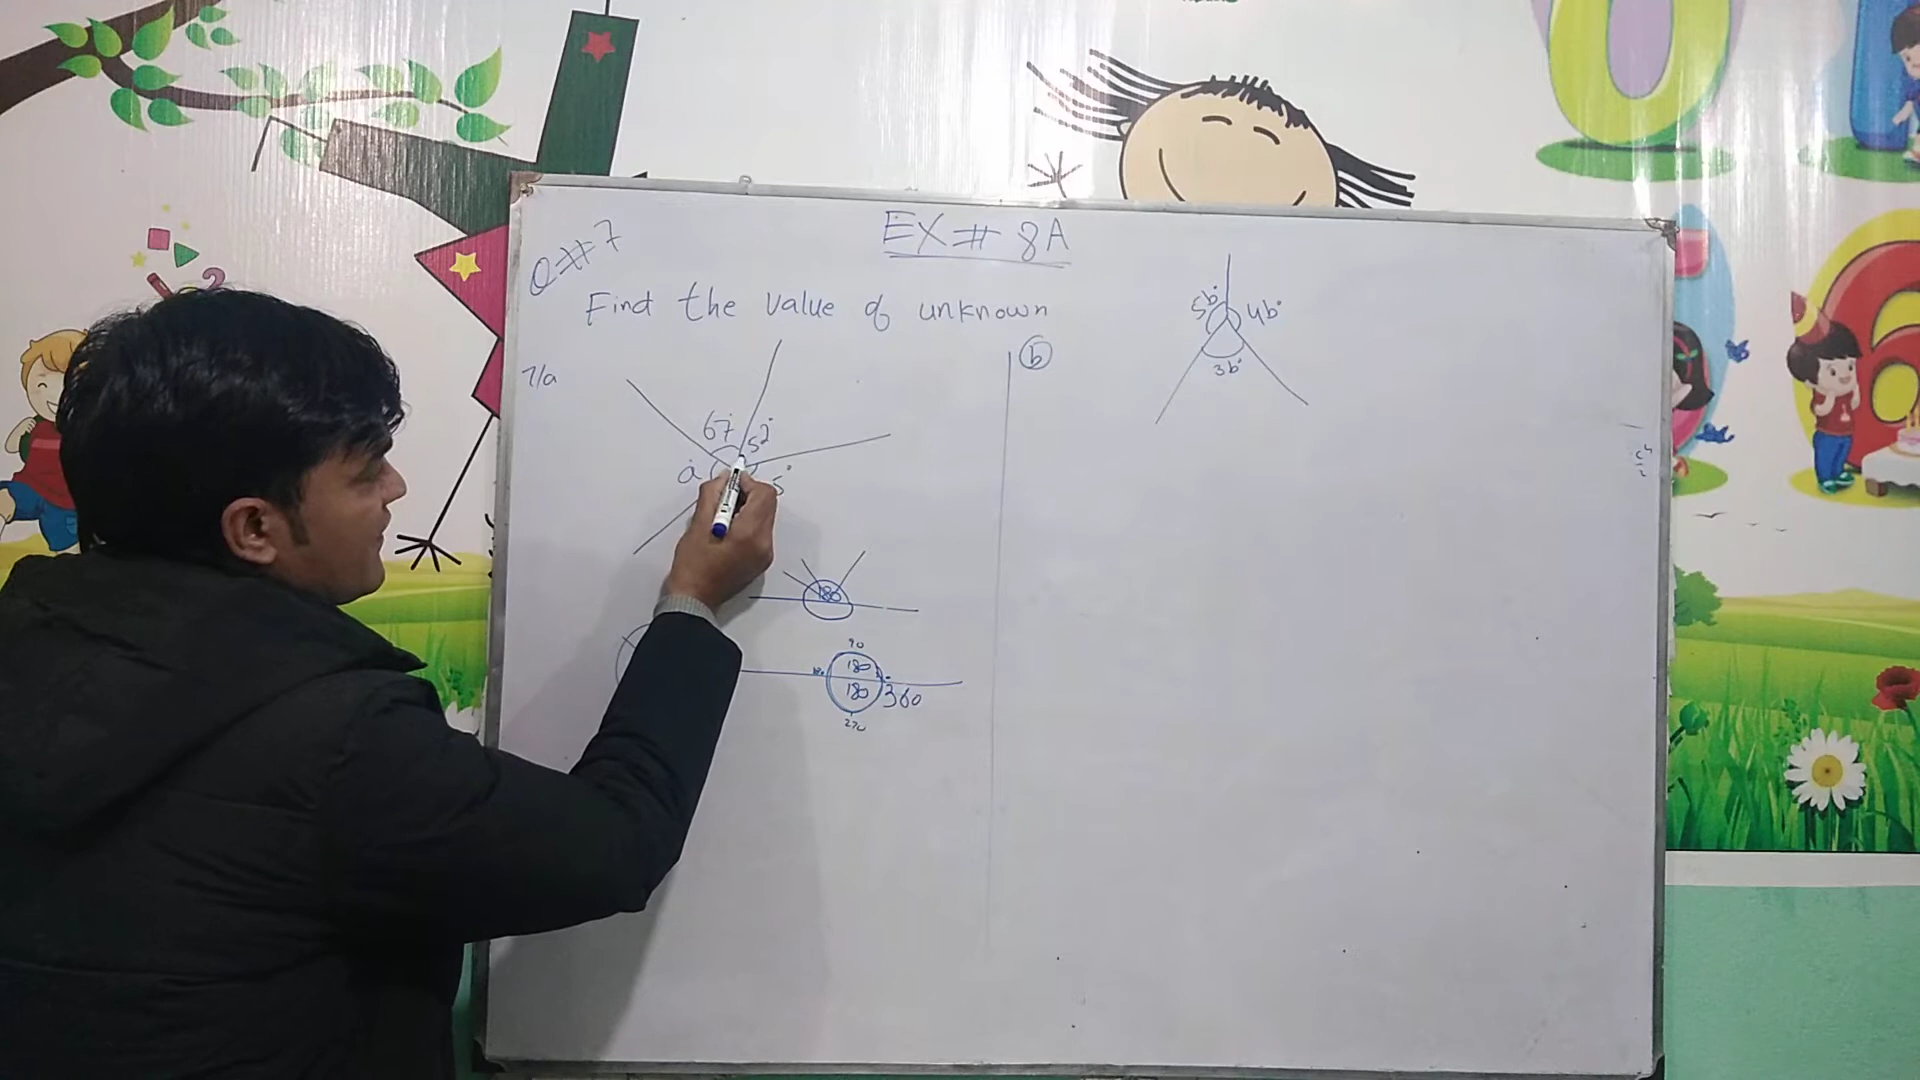 EX # 8A
Q # 7
Find the value of unknown
7/a
67°
52°
a°
5°
180
90
180
180
360
270
b
5b°
4b°
3b°